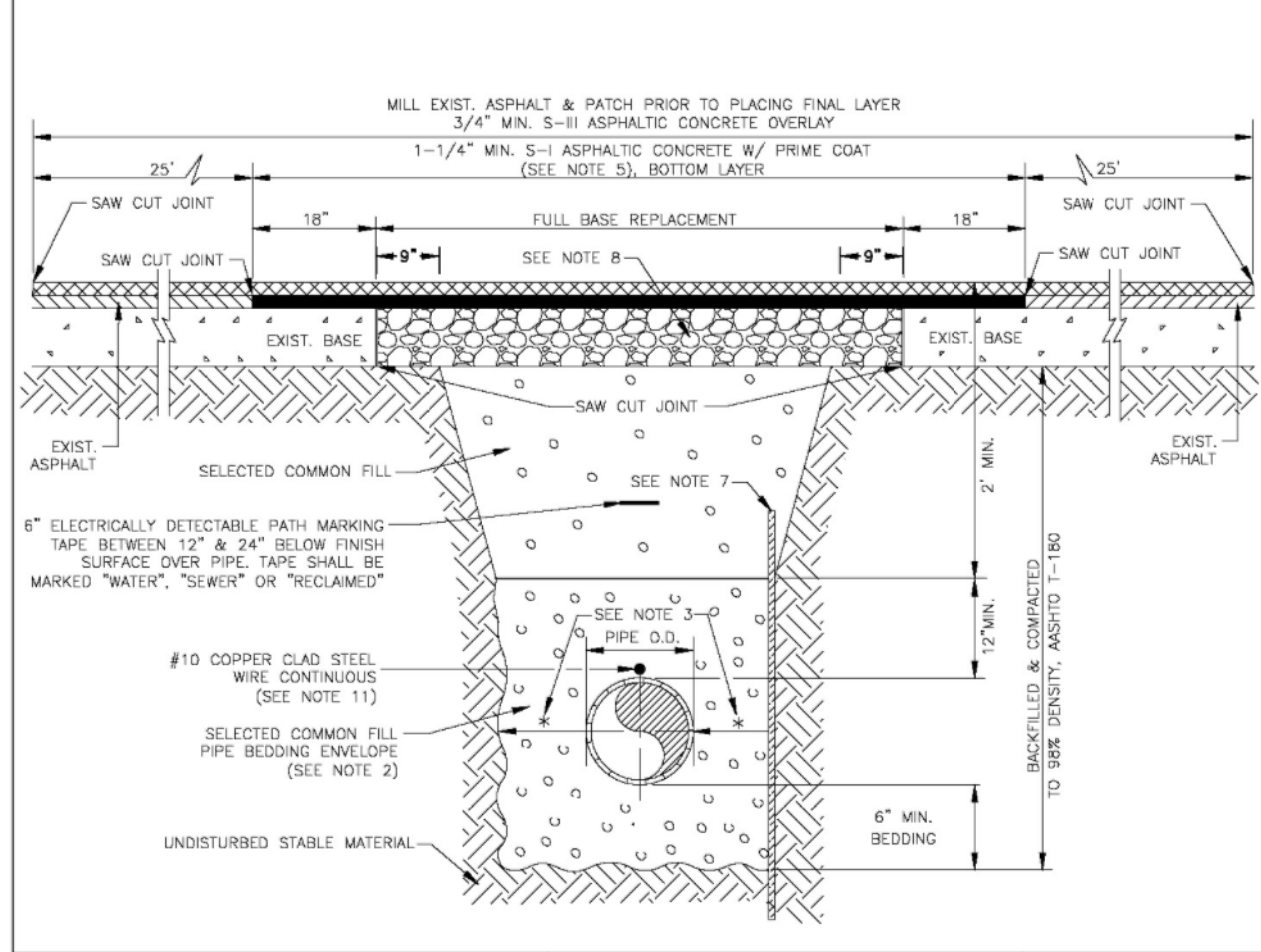 MILL EXIST. ASPHALT & PATCH PRIOR TO PLACING FINAL LAYER
3/4" MIN. S-III ASPHALTIC CONCRETE OVERLAY
1-1/4" MIN. S-I ASPHALTIC CONCRETE W/ PRIME COAT
(SEE NOTE 5), BOTTOM LAYER
25'
25'
SAW CUT JOINT
SAW CUT JOINT
18"
FULL BASE REPLACEMENT
18"
SAW CUT JOINT
9"
SEE NOTE 8
9"
SAW CUT JOINT
EXIST. BASE
EXIST. BASE
SAW CUT JOINT
EXIST.
ASPHALT
EXIST.
ASPHALT
SELECTED COMMON FILL
SEE NOTE 7
2' MIN.
6" ELECTRICALLY DETECTABLE PATH MARKING
TAPE BETWEEN 12" & 24" BELOW FINISH
SURFACE OVER PIPE. TAPE SHALL BE
MARKED "WATER", "SEWER" OR "RECLAIMED"
SEE NOTE 3
PIPE O.D.
12"MIN.
BACKFILLED & COMPACTED
TO 98% DENSITY, AASHTO T-180
#10 COPPER CLAD STEEL
WIRE CONTINUOUS
(SEE NOTE 11)
SELECTED COMMON FILL
PIPE BEDDING ENVELOPE
(SEE NOTE 2)
6" MIN.
BEDDING
UNDISTURBED STABLE MATERIAL